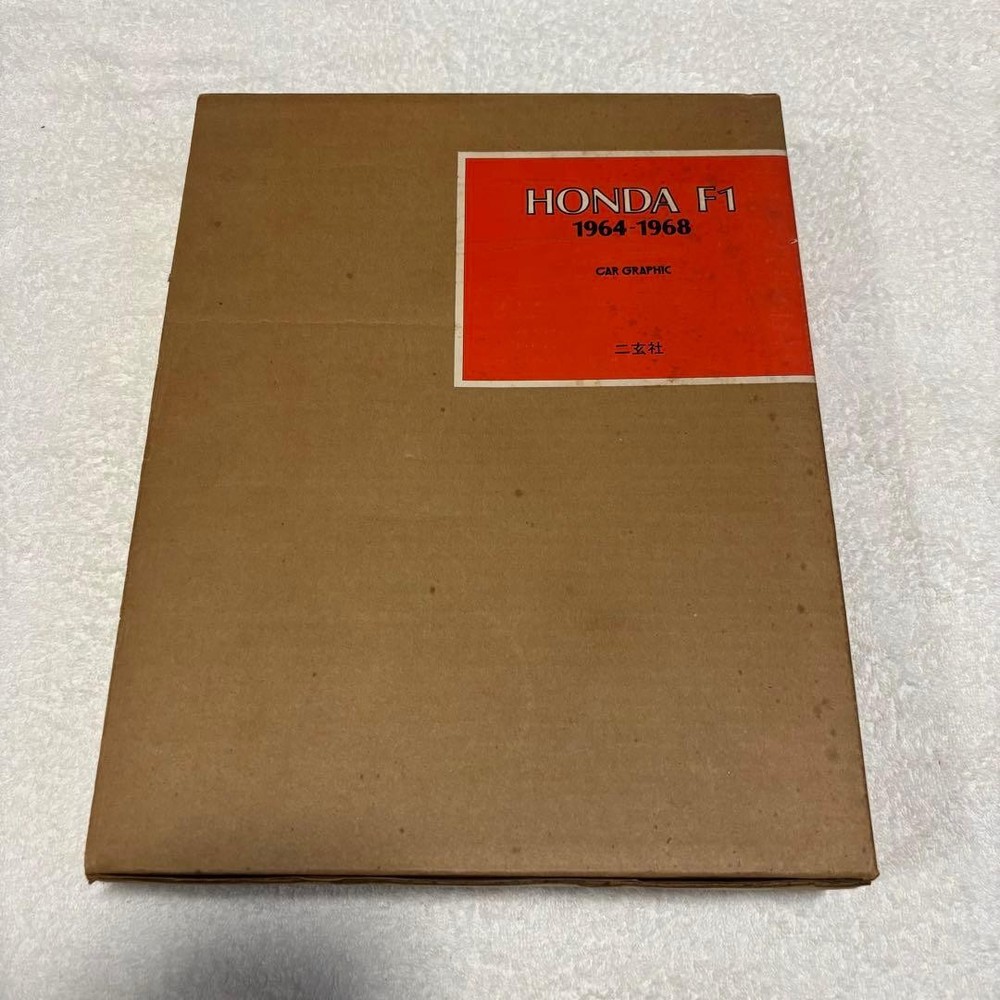 HONDA F1
1964-1968
CAR GRAPHIC
二玄社